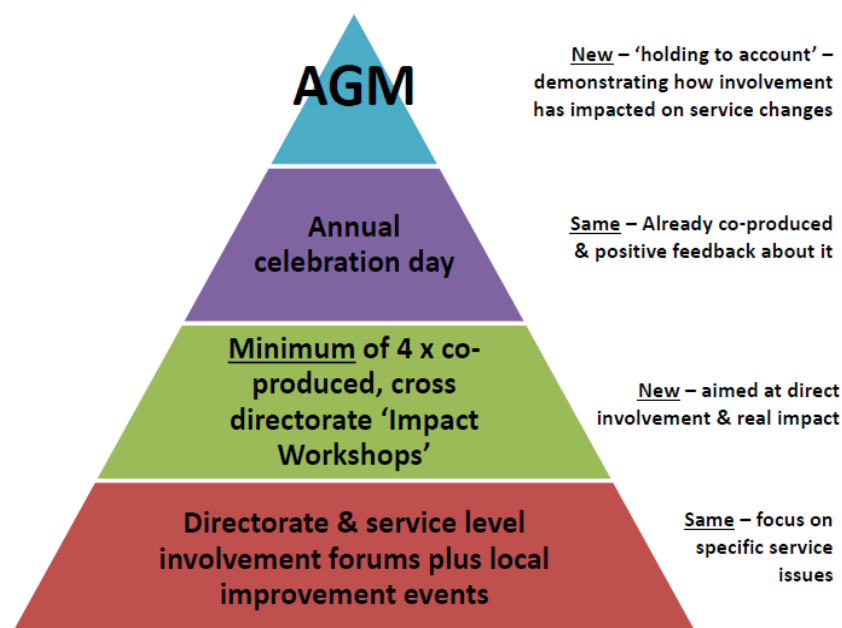 AGM
New – ‘holding to account’ –
demonstrating how involvement
has impacted on service changes
Annual
celebration day
Same – Already co-produced
& positive feedback about it
Minimum of 4 x co-
produced, cross
directorate ‘Impact
Workshops’
New – aimed at direct
involvement & real impact
Directorate & service level
involvement forums plus local
improvement events
Same – focus on
specific service
issues